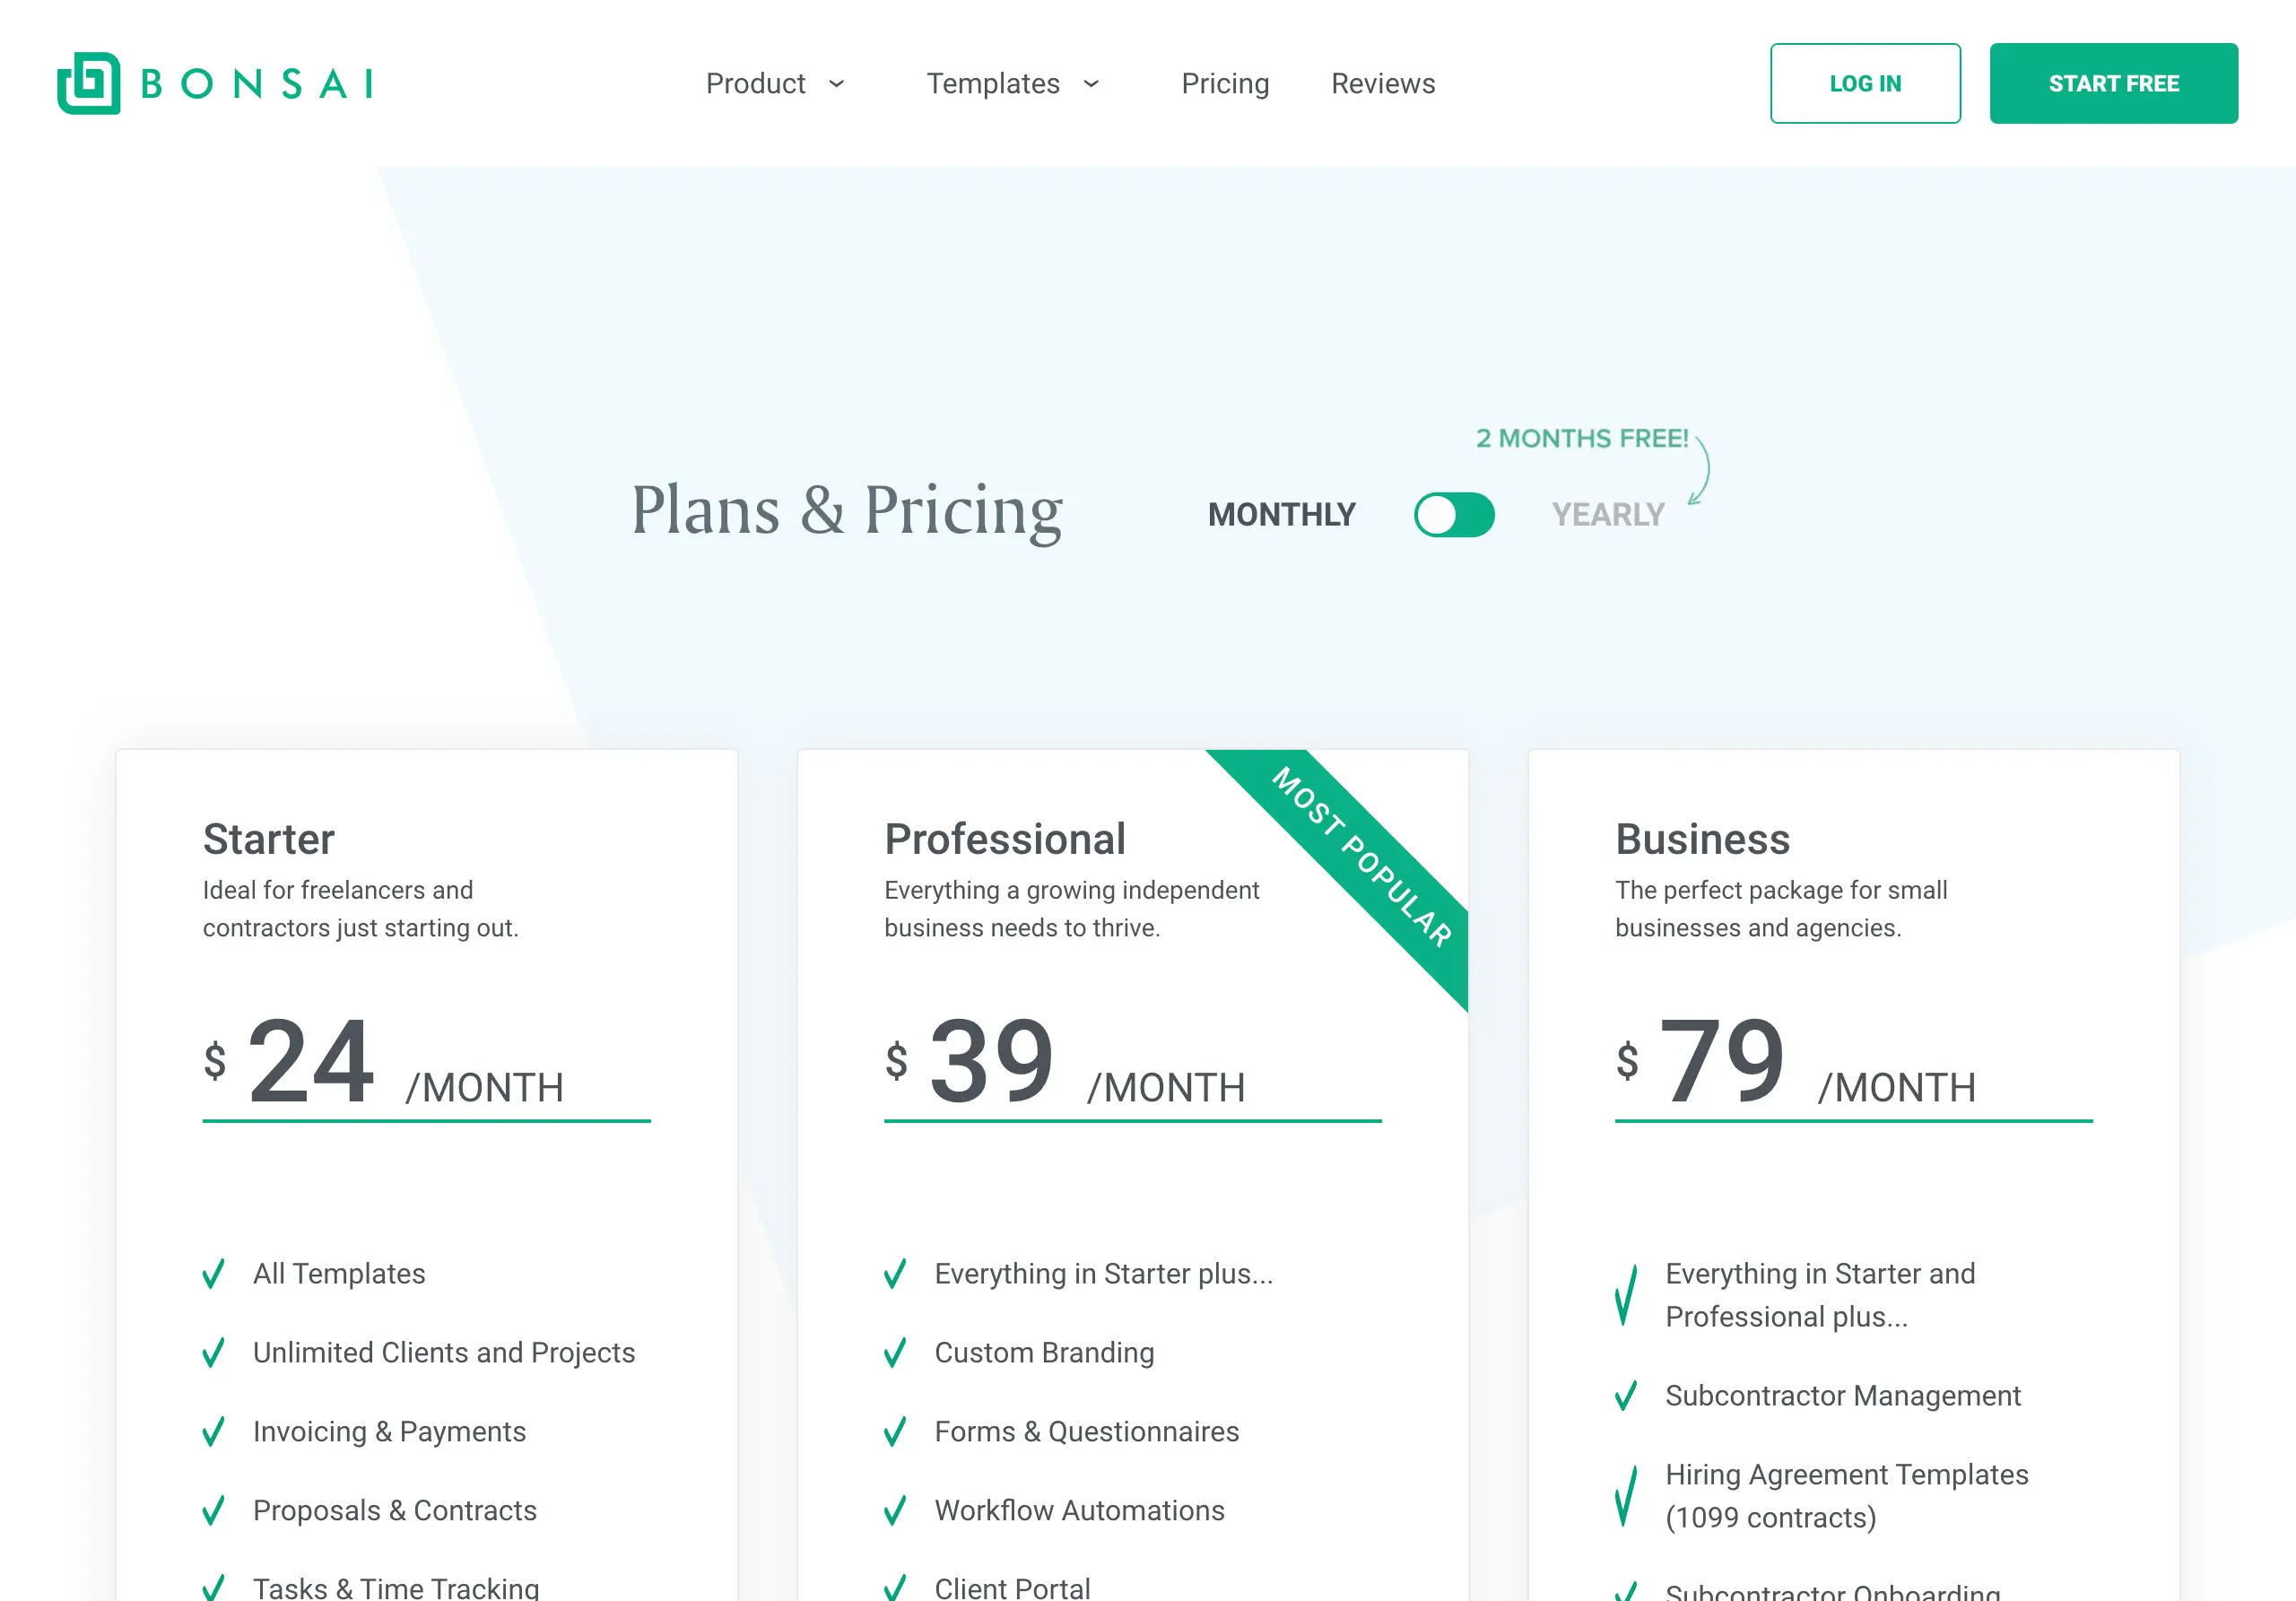 BONSAI
Product
Templates
Pricing
Reviews
LOG IN
START FREE
2 MONTHS FREE!
Plans & Pricing
MONTHLY
YEARLY
Starter
Ideal for freelancers and
contractors just starting out.
$ 24 /MONTH
All Templates
Unlimited Clients and Projects
Invoicing & Payments
Proposals & Contracts
Tasks & Time Tracking
MOST POPULAR
Professional
Everything a growing independent
business needs to thrive.
$ 39 /MONTH
Everything in Starter plus...
Custom Branding
Forms & Questionnaires
Workflow Automations
Client Portal
Business
The perfect package for small
businesses and agencies.
$ 79 /MONTH
Everything in Starter and
Professional plus...
Subcontractor Management
Hiring Agreement Templates
(1099 contracts)
Subcontractor Onboarding